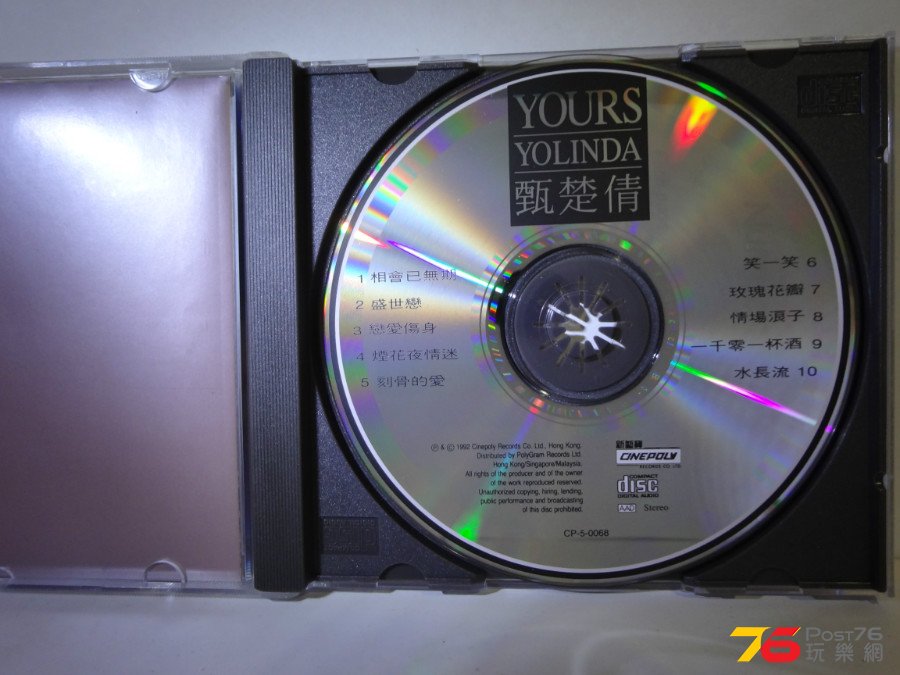 YOURS
YOLINDA
甄楚倩
1 相會已無期
2 盛世戀
3 戀愛傷身
4 煙花夜情迷
5 刻骨的愛
笑一笑 6
玫瑰花瓣 7
情場浪子 8
一千零一杯酒 9
水長流 10
℗ & © 1992 Cinepoly Records Co. Ltd., Hong Kong.
Distributed by PolyGram Records Ltd.
Hong Kong/Singapore/Malaysia.
All rights of the producer and of the owner
of the work reproduced reserved.
Unauthorized copying, hiring, lending,
public performance and broadcasting
of this disc prohibited.
新藝寶
CINEPOLY
RECORDS CO. LTD.
COMPACT
disc
DIGITAL AUDIO
AAD Stereo
CP-5-0068
disc
76 Post76
玩樂網